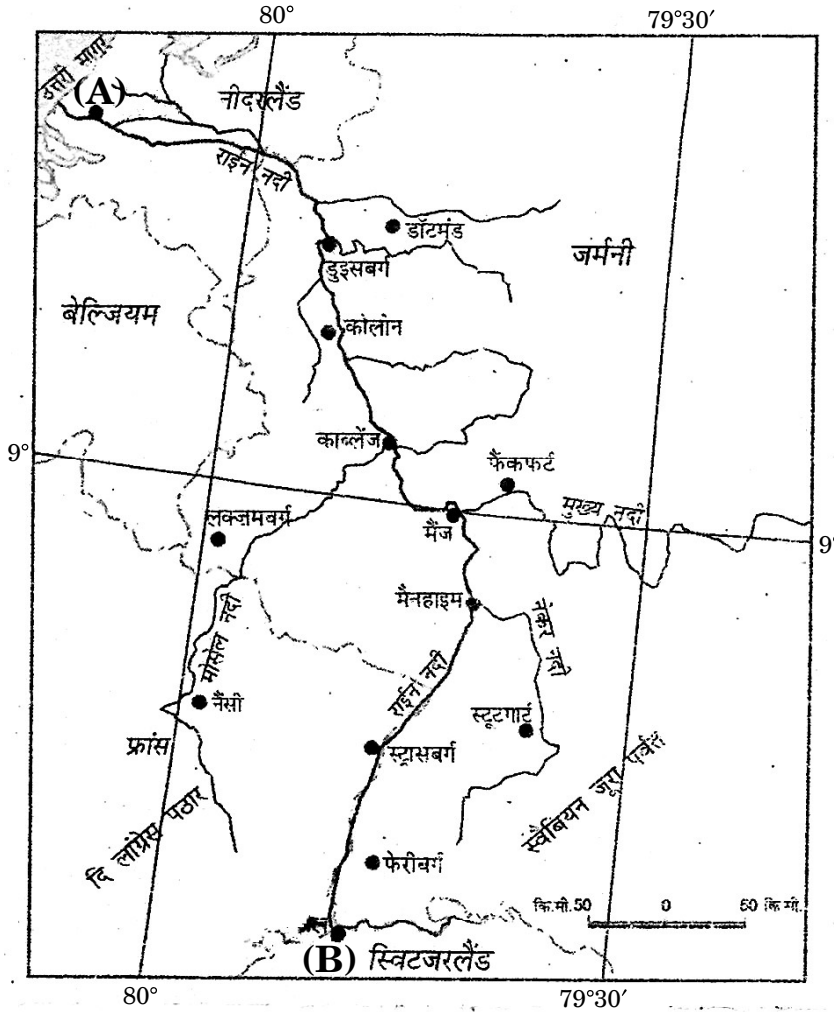 80°
79°30′
उत्तरी सागर
(A)
नीदरलैंड
राईन नदी
डॉटमंड
डुइसबर्ग
जर्मनी
बेल्जियम
कोलोन
काब्लेंज
9°
फैंकफर्ट
मुख्य नदी
लक्जमबर्ग
मैंज
9°
मैनहाइम
मोसेल नदी
नेकर नदी
राईन नदी
नैंसी
स्टूटगार्ट
फ्रांस
स्ट्रासबर्ग
स्वेबियन जूरा पर्वत
दि लांग्रेस पठार
फेरीबर्ग
कि.मी.50 0 50 कि.मी.
(B) स्विटजरलैंड
80°
79°30′